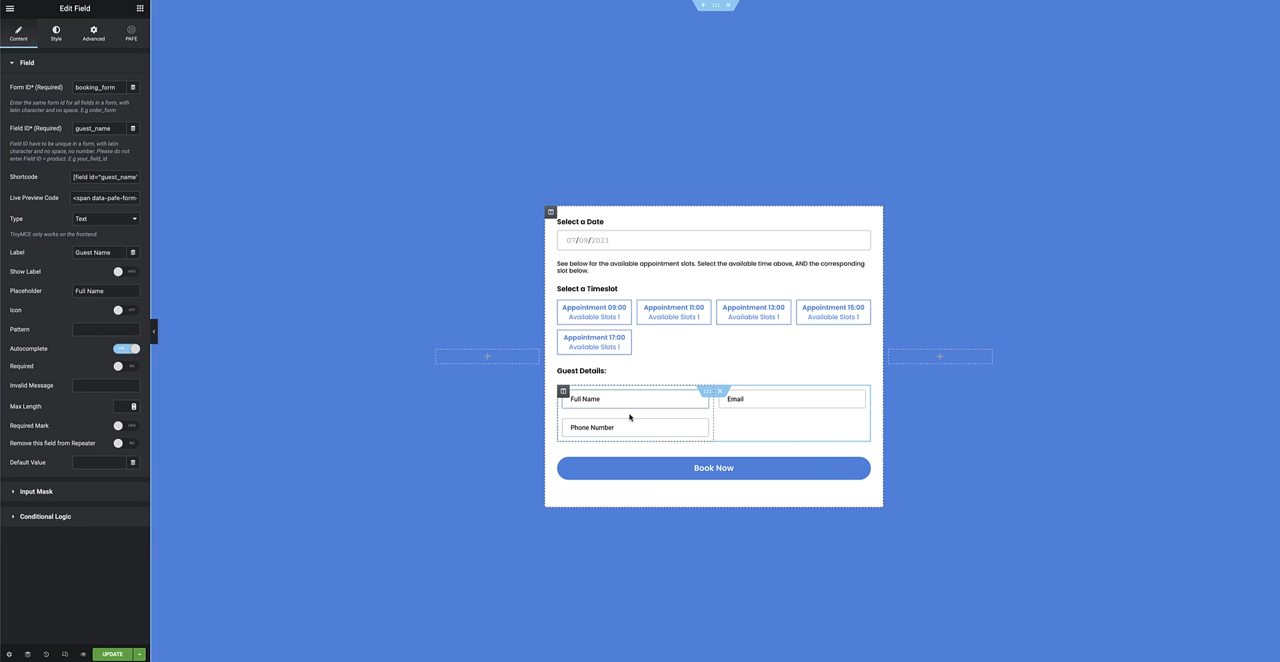 Edit Field
Content
Style
Advanced
PAFE
Field
Form ID* (Required)
booking_form
Enter the same form id for all fields in a form, with
latin character and no space. E.g order_form
Field ID* (Required)
guest_name
Field ID have to be unique in a form, with latin
character and no space, no number. Please do not
enter Field ID = product. E.g your_field_id
Shortcode
[field id="guest_name"
Live Preview Code
<span data-pafe-form-
Type
Text
TinyMCE only works on the frontend.
Label
Guest Name
Show Label
HIDE
Placeholder
Full Name
Icon
OFF
Pattern
Autocomplete
ON
Required
NO
Invalid Message
Max Length
Required Mark
HIDE
Remove this field from Repeater
NO
Default Value
Input Mask
Conditional Logic
UPDATE
Select a Date
07/09/2021
See below for the available appointment slots. Select the available time above, AND the corresponding
slot below.
Select a Timeslot
Appointment 09:00
Available Slots 1
Appointment 11:00
Available Slots 1
Appointment 13:00
Available Slots 1
Appointment 15:00
Available Slots 1
Appointment 17:00
Available Slots 1
Guest Details:
Full Name
Email
Phone Number
Book Now